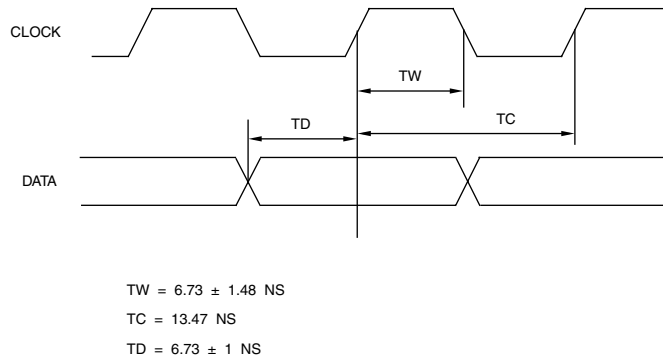 CLOCK
TW
TC
TD
DATA
TW = 6.73 ± 1.48 NS
TC = 13.47 NS
TD = 6.73 ± 1 NS